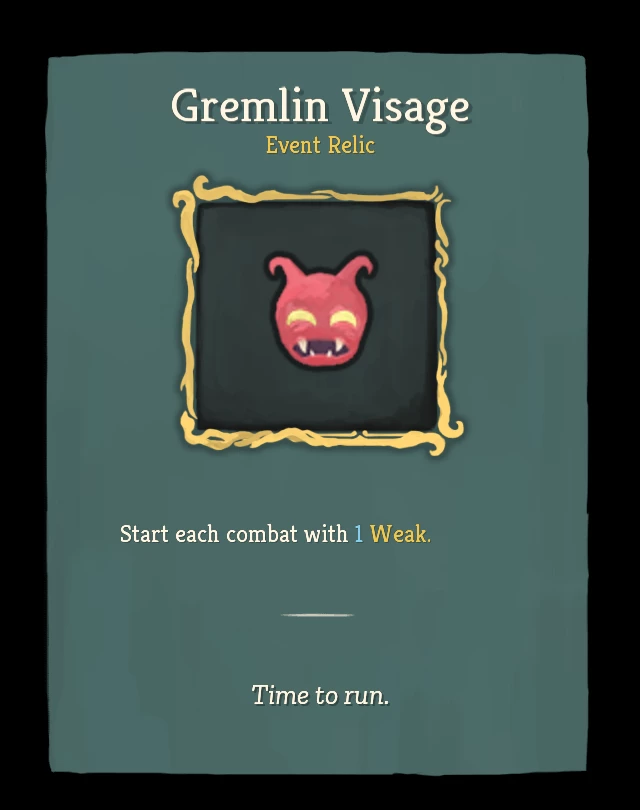 Gremlin Visage
Event Relic
Start each combat with 1 Weak.
Time to run.